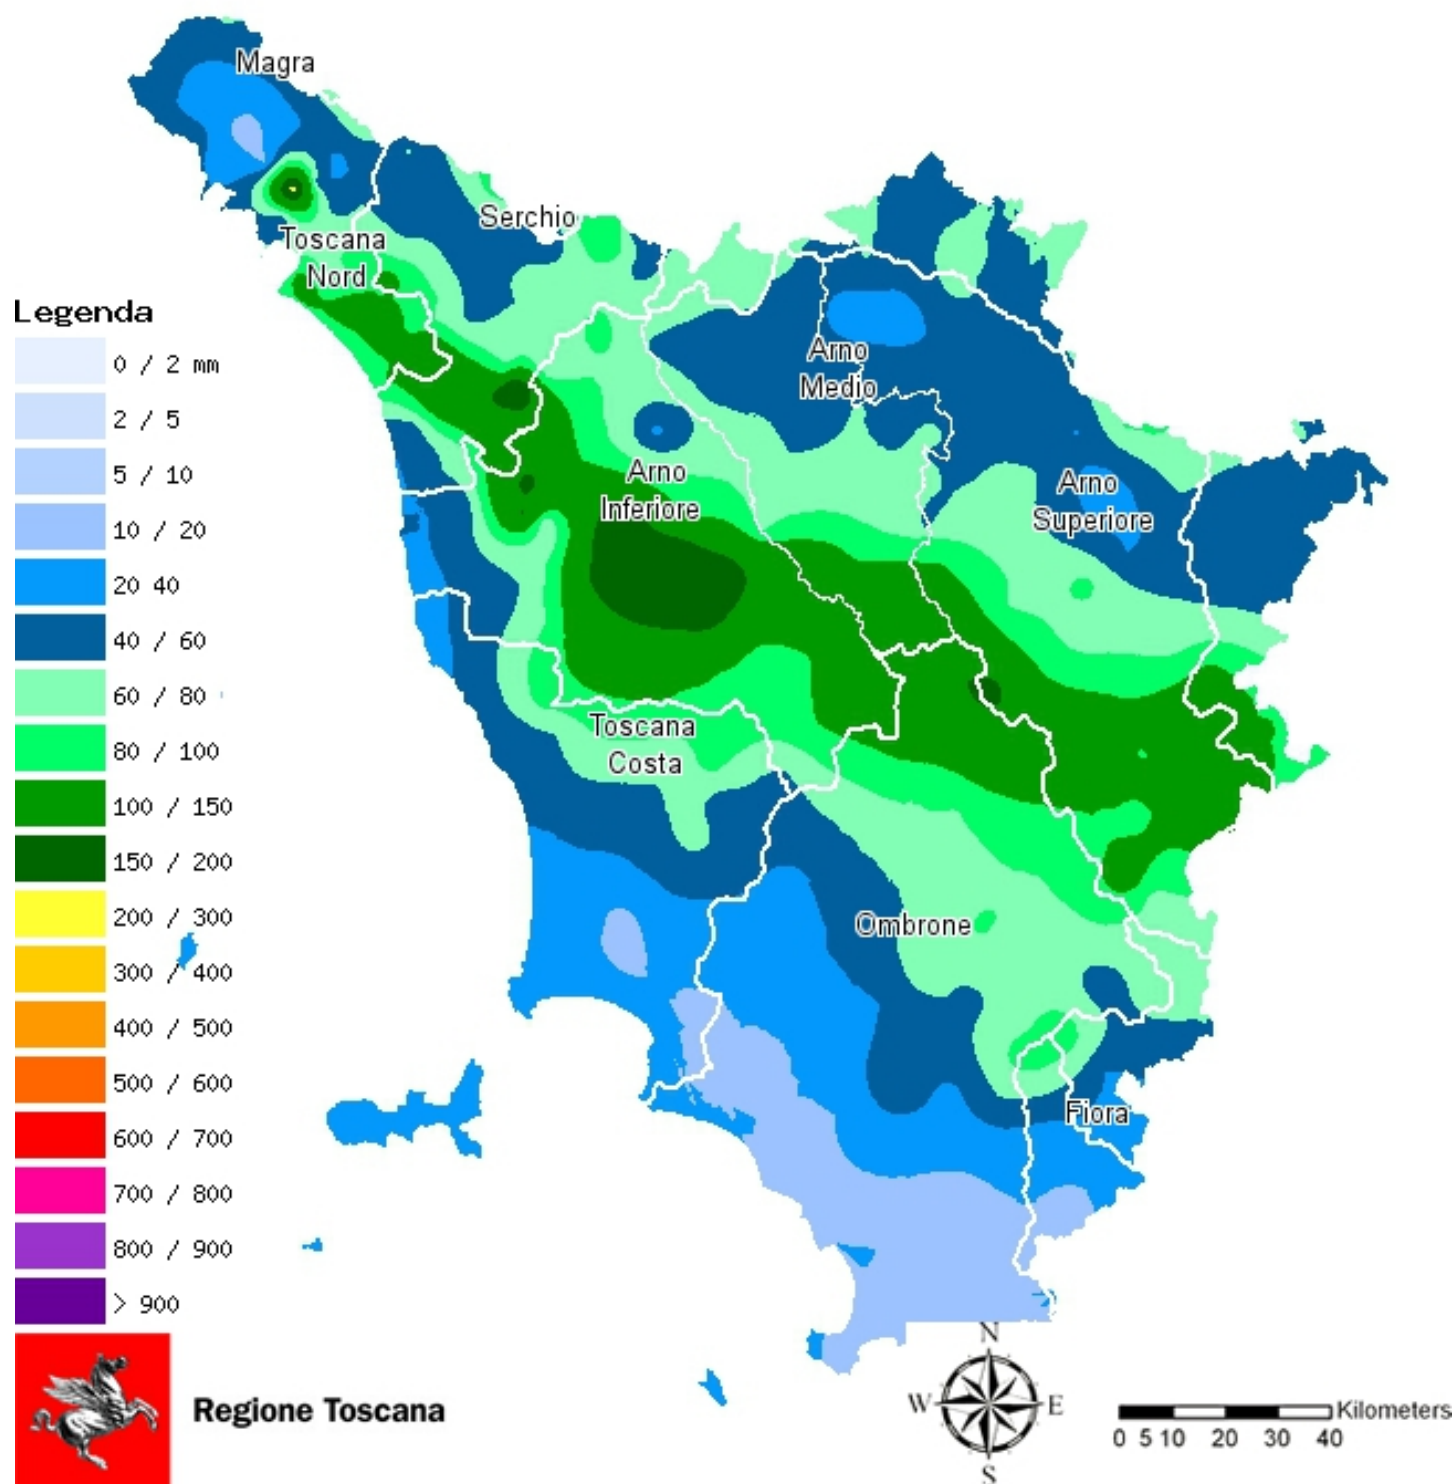 Magra
Serchio
Toscana
Nord
Legenda
0 / 2 mm
2 / 5
5 / 10
10 / 20
20 40
40 / 60
60 / 80
80 / 100
100 / 150
150 / 200
200 / 300
300 / 400
400 / 500
500 / 600
600 / 700
700 / 800
800 / 900
> 900
Arno
Medio
Arno
Inferiore
Arno
Superiore
Toscana
Costa
Ombrone
Fiora
Regione Toscana
N
W E
S
Kilometers
0 5 10 20 30 40